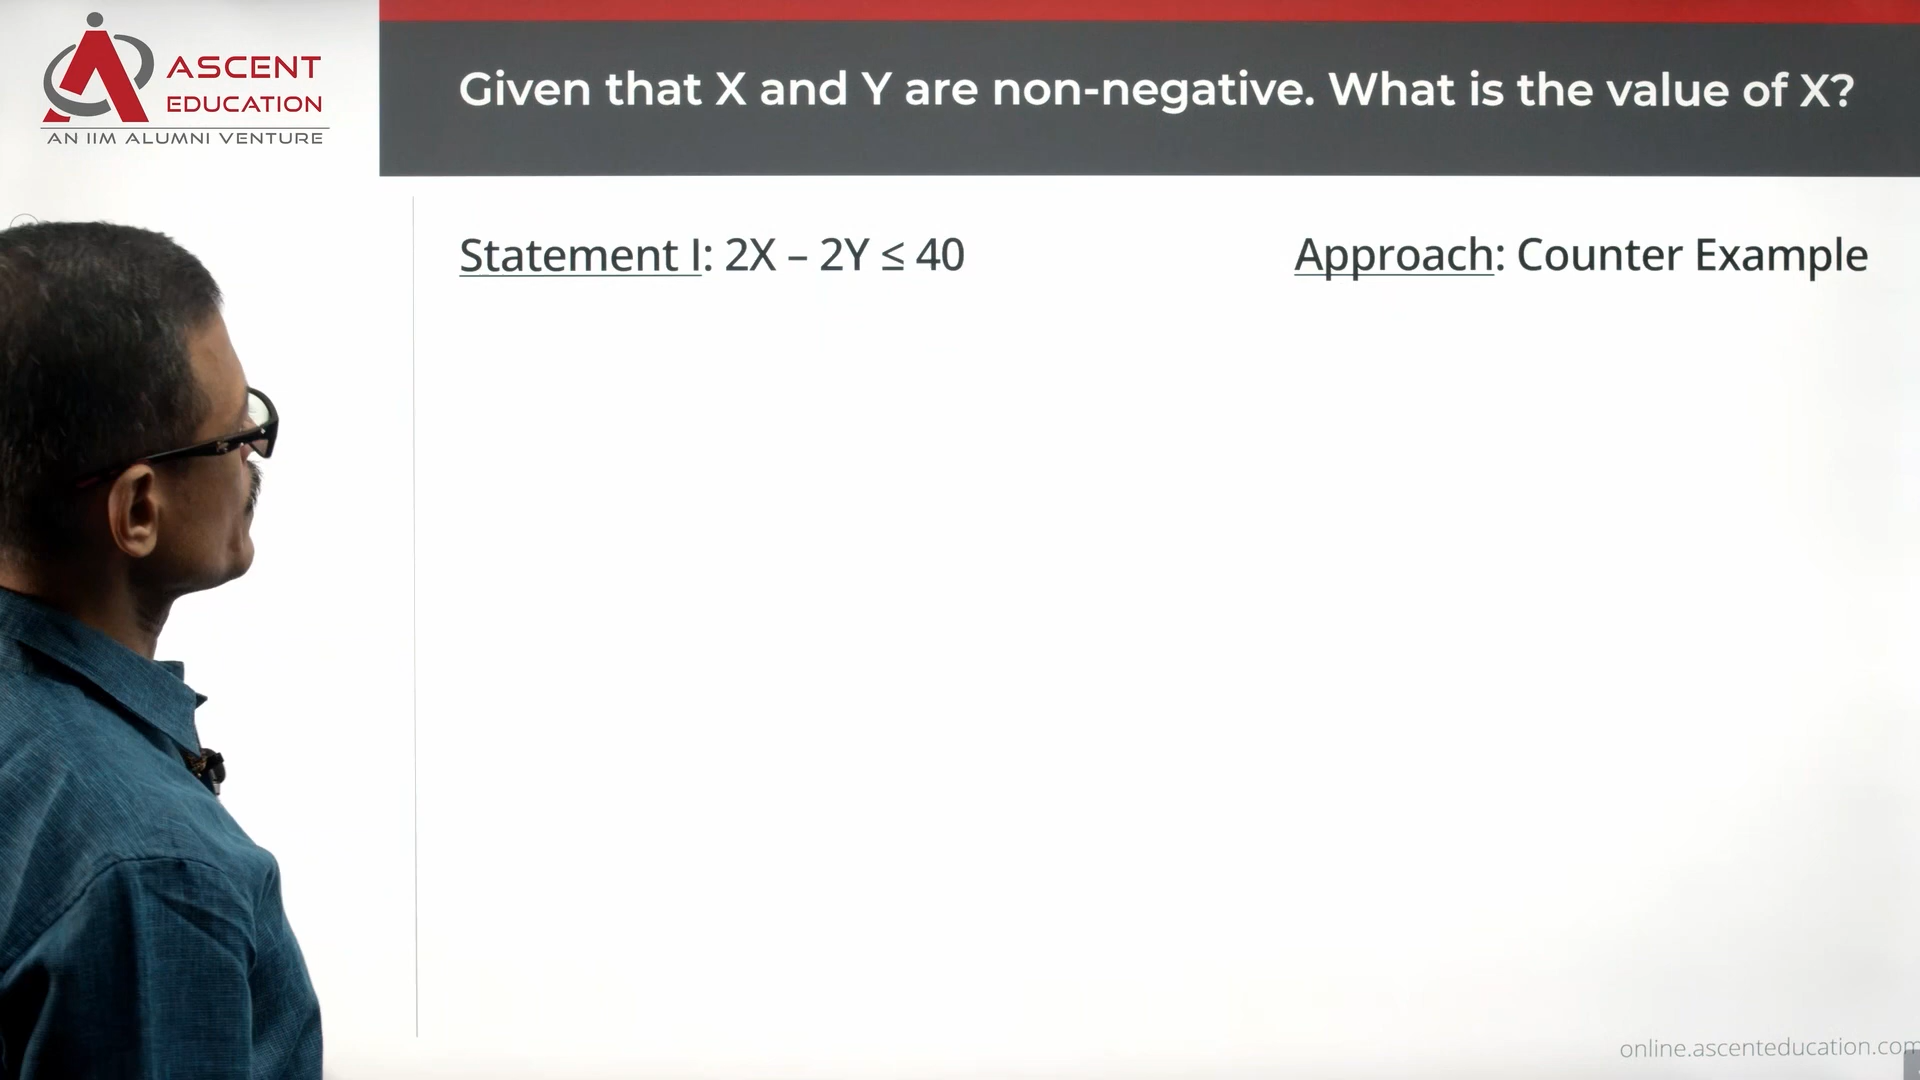 ASCENT
EDUCATION
AN IIM ALUMNI VENTURE
Given that X and Y are non-negative. What is the value of X?
Statement I: 2X – 2Y ≤ 40
Approach: Counter Example
online.ascenteducation.com